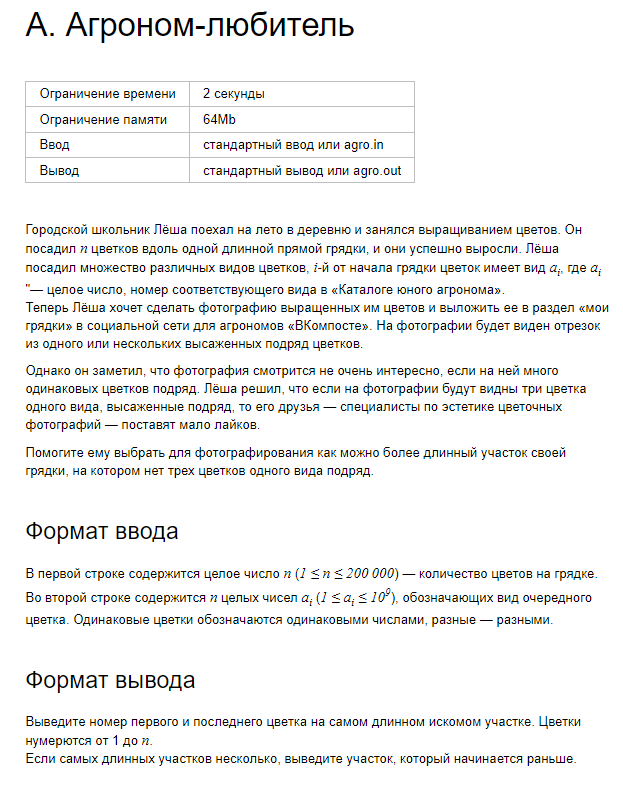 А. Агроном-любитель
Ограничение времени 2 секунды
Ограничение памяти 64Mb
Ввод стандартный ввод или agro.in
Вывод стандартный вывод или agro.out
Городской школьник Лёша поехал на лето в деревню и занялся выращиванием цветов. Он
посадил n цветков вдоль одной длинной прямой грядки, и они успешно выросли. Лёша
посадил множество различных видов цветков, i-й от начала грядки цветок имеет вид a_i, где a_i
"— целое число, номер соответствующего вида в «Каталоге юного агронома».
Теперь Лёша хочет сделать фотографию выращенных им цветов и выложить ее в раздел «мои
грядки» в социальной сети для агрономов «ВКомпосте». На фотографии будет виден отрезок
из одного или нескольких высаженных подряд цветков.
Однако он заметил, что фотография смотрится не очень интересно, если на ней много
одинаковых цветков подряд. Лёша решил, что если на фотографии будут видны три цветка
одного вида, высаженные подряд, то его друзья — специалисты по эстетике цветочных
фотографий — поставят мало лайков.
Помогите ему выбрать для фотографирования как можно более длинный участок своей
грядки, на котором нет трех цветков одного вида подряд.
Формат ввода
В первой строке содержится целое число n (1 ≤ n ≤ 200 000) — количество цветов на грядке.
Во второй строке содержится n целых чисел a_i (1 ≤ a_i ≤ 10^9), обозначающих вид очередного
цветка. Одинаковые цветки обозначаются одинаковыми числами, разные — разными.
Формат вывода
Выведите номер первого и последнего цветка на самом длинном искомом участке. Цветки
нумерются от 1 до n.
Если самых длинных участков несколько, выведите участок, который начинается раньше.